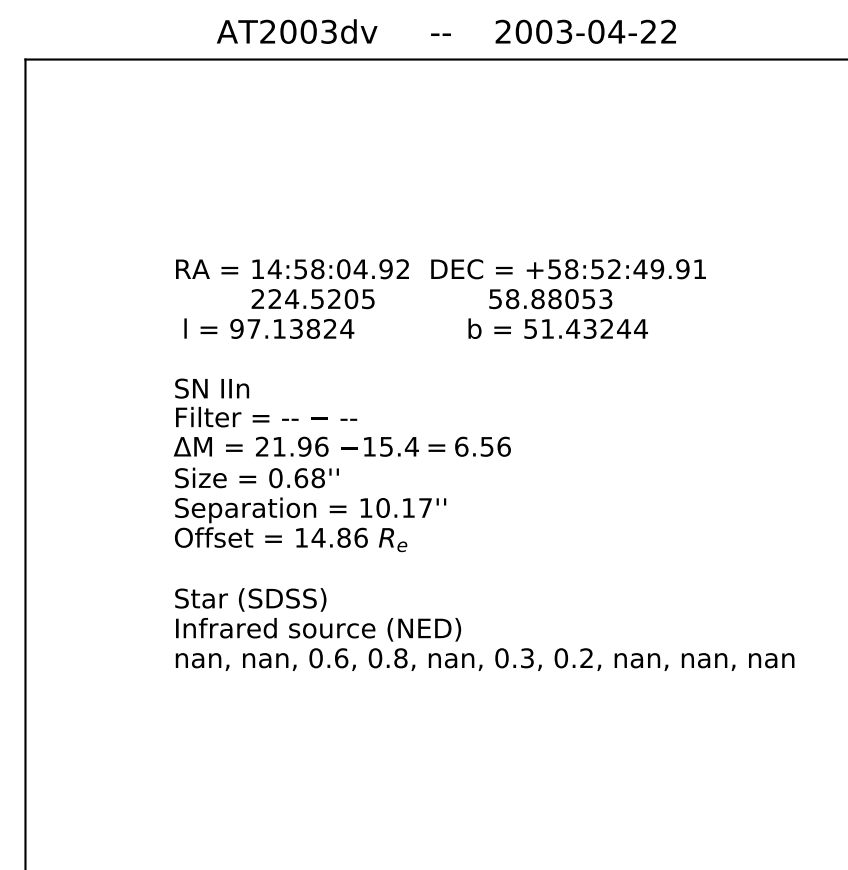 AT2003dv -- 2003-04-22
RA = 14:58:04.92 DEC = +58:52:49.91
224.5205 58.88053
l = 97.13824 b = 51.43244
SN IIn
Filter = -- − --
ΔM = 21.96 −15.4 = 6.56
Size = 0.68''
Separation = 10.17''
Offset = 14.86 Rₑ
Star (SDSS)
Infrared source (NED)
nan, nan, 0.6, 0.8, nan, 0.3, 0.2, nan, nan, nan